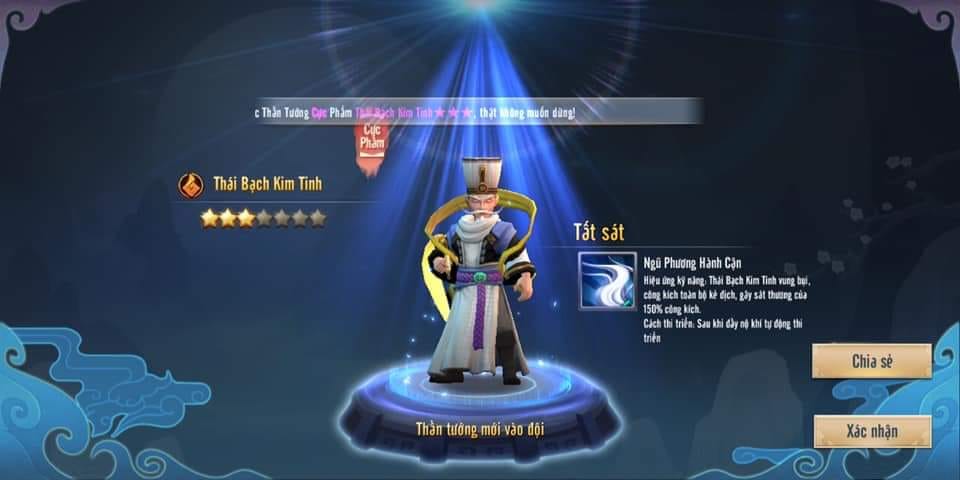 c Thần Tướng Cực Phẩm Thái Bạch Kim Tinh★★★, thật không muốn dừng!
Cực
Phẩm
Thái Bạch Kim Tinh
Tất sát
Ngũ Phương Hành Cận
Hiệu ứng kỹ năng: Thái Bạch Kim Tinh vung bụi,
công kích toàn bộ kẻ địch, gây sát thương của
150% công kích.
Cách thi triển: Sau khi đầy nộ khí tự động thi
triển
Chia sẻ
Thần tướng mới vào đội
Xác nhận